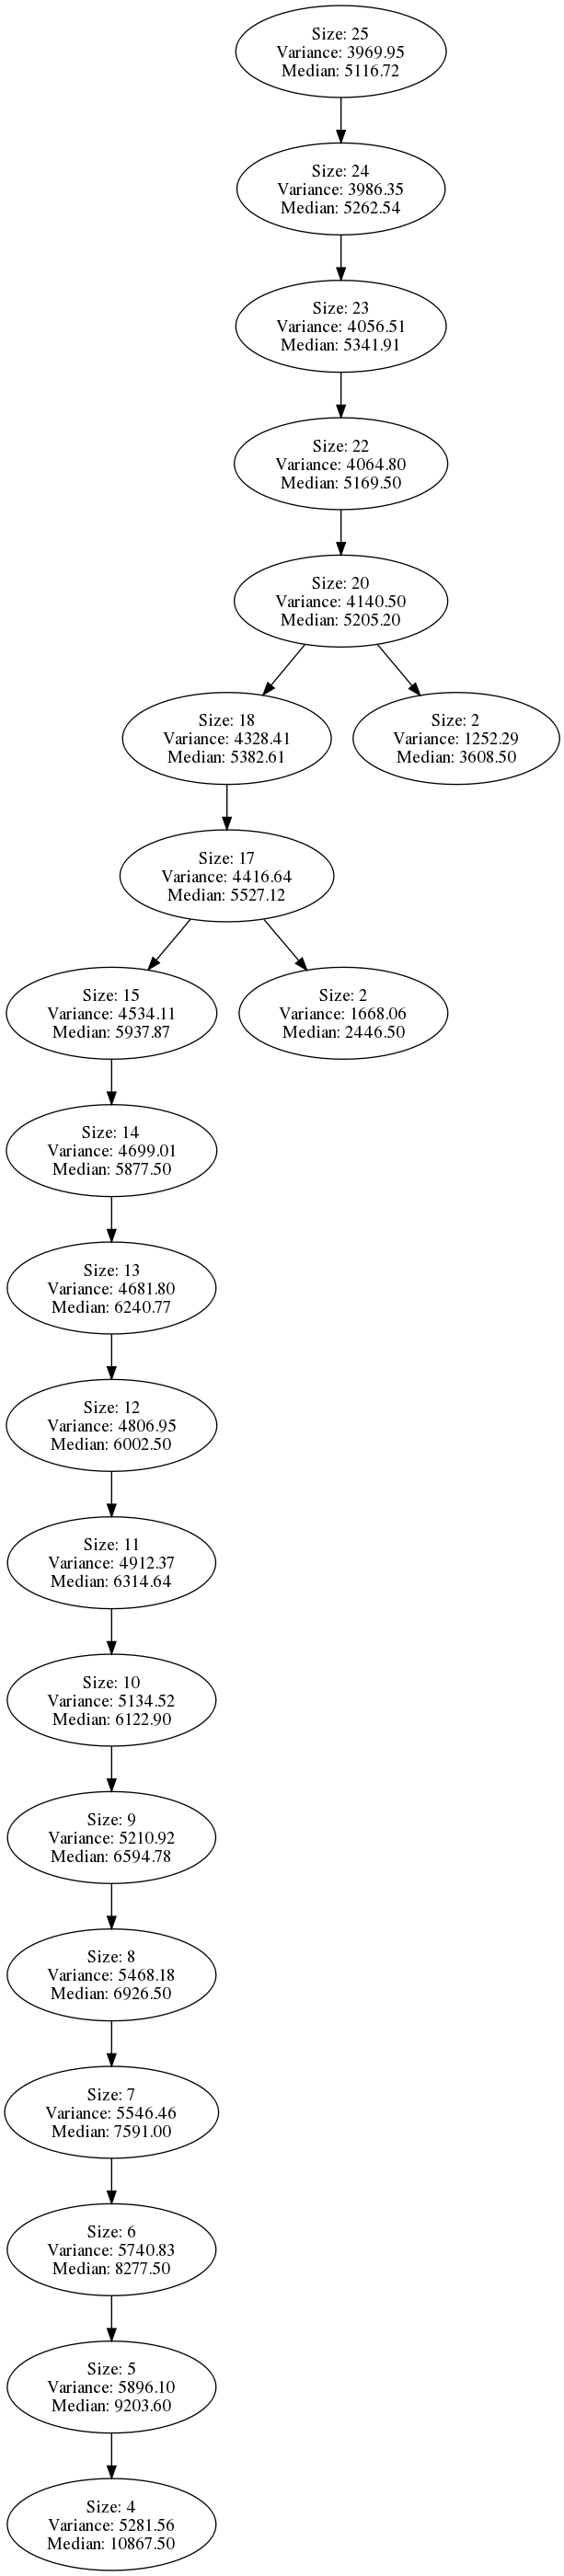 Size: 25
Variance: 3969.95
Median: 5116.72
Size: 24
Variance: 3986.35
Median: 5262.54
Size: 23
Variance: 4056.51
Median: 5341.91
Size: 22
Variance: 4064.80
Median: 5169.50
Size: 20
Variance: 4140.50
Median: 5205.20
Size: 18
Variance: 4328.41
Median: 5382.61
Size: 2
Variance: 1252.29
Median: 3608.50
Size: 17
Variance: 4416.64
Median: 5527.12
Size: 15
Variance: 4534.11
Median: 5937.87
Size: 2
Variance: 1668.06
Median: 2446.50
Size: 14
Variance: 4699.01
Median: 5877.50
Size: 13
Variance: 4681.80
Median: 6240.77
Size: 12
Variance: 4806.95
Median: 6002.50
Size: 11
Variance: 4912.37
Median: 6314.64
Size: 10
Variance: 5134.52
Median: 6122.90
Size: 9
Variance: 5210.92
Median: 6594.78
Size: 8
Variance: 5468.18
Median: 6926.50
Size: 7
Variance: 5546.46
Median: 7591.00
Size: 6
Variance: 5740.83
Median: 8277.50
Size: 5
Variance: 5896.10
Median: 9203.60
Size: 4
Variance: 5281.56
Median: 10867.50